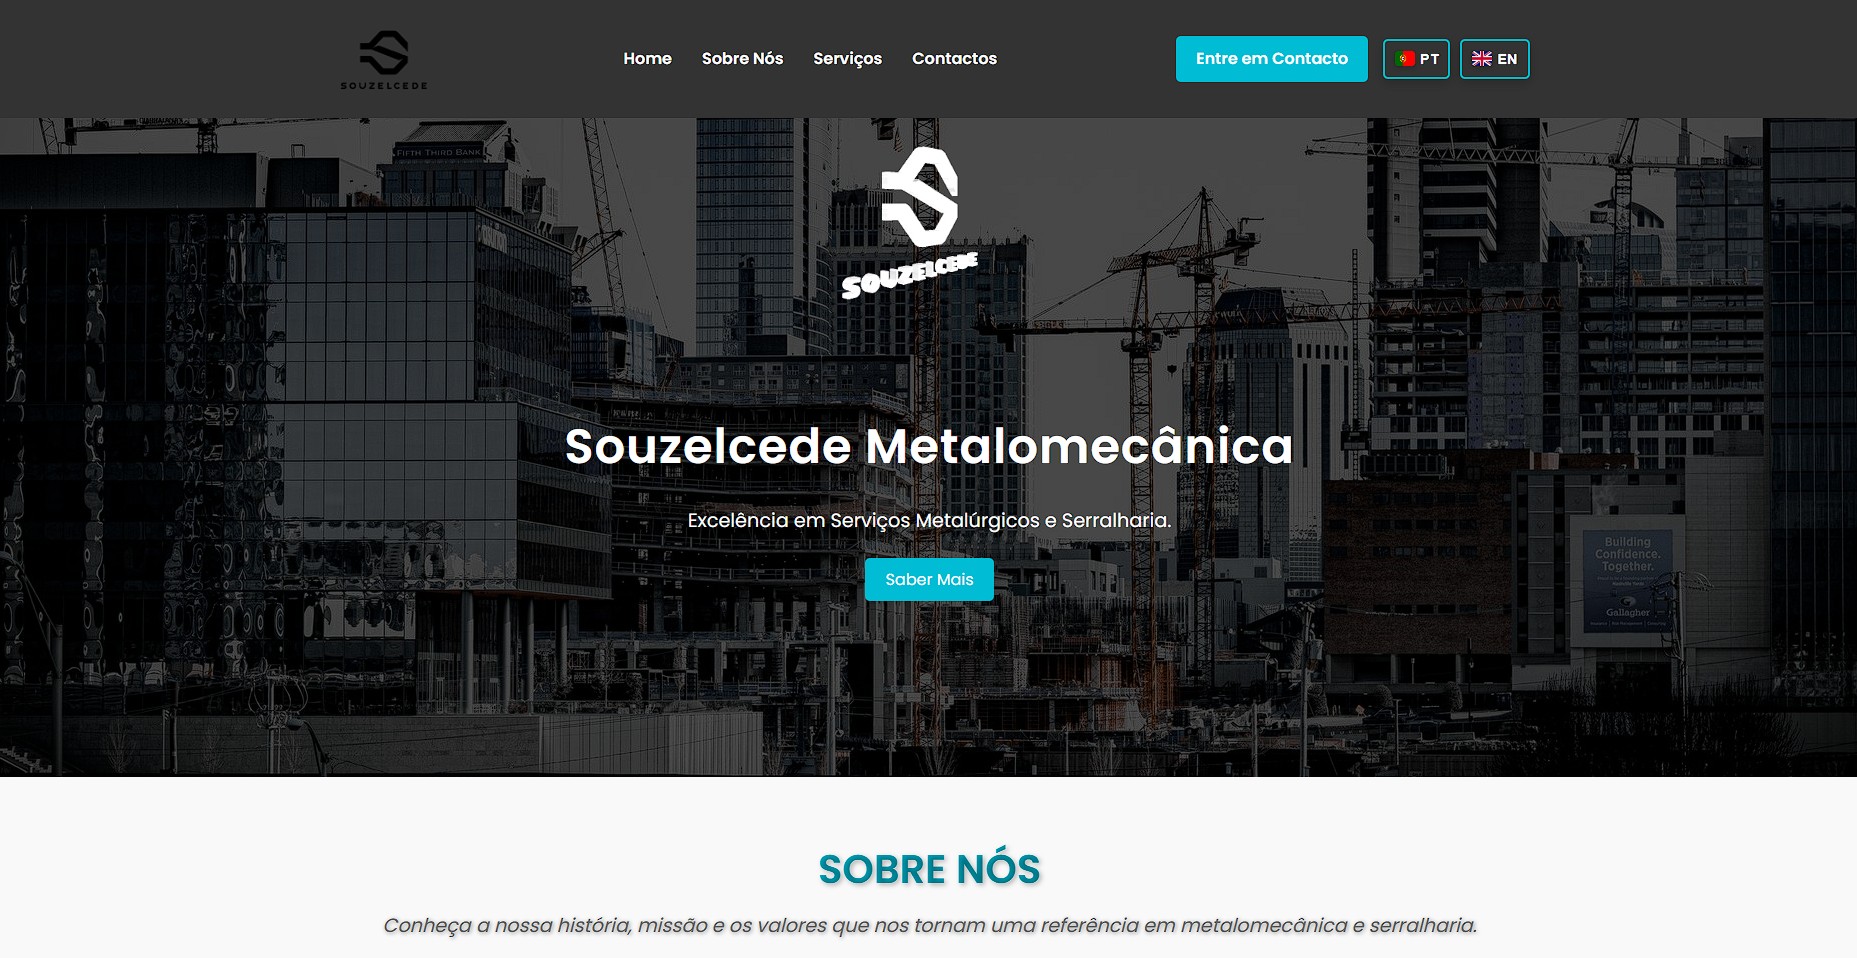 SOUZELCEDE
Home
Sobre Nós
Serviços
Contactos
Entre em Contacto
PT
EN
FIFTH THIRD BANK
SOUZELCEDE
Souzelcede Metalomecânica
Excelência em Serviços Metalúrgicos e Serralharia.
Saber Mais
Building
Confidence.
Together.
Gallagher
SOBRE NÓS
Conheça a nossa história, missão e os valores que nos tornam uma referência em metalomecânica e serralharia.